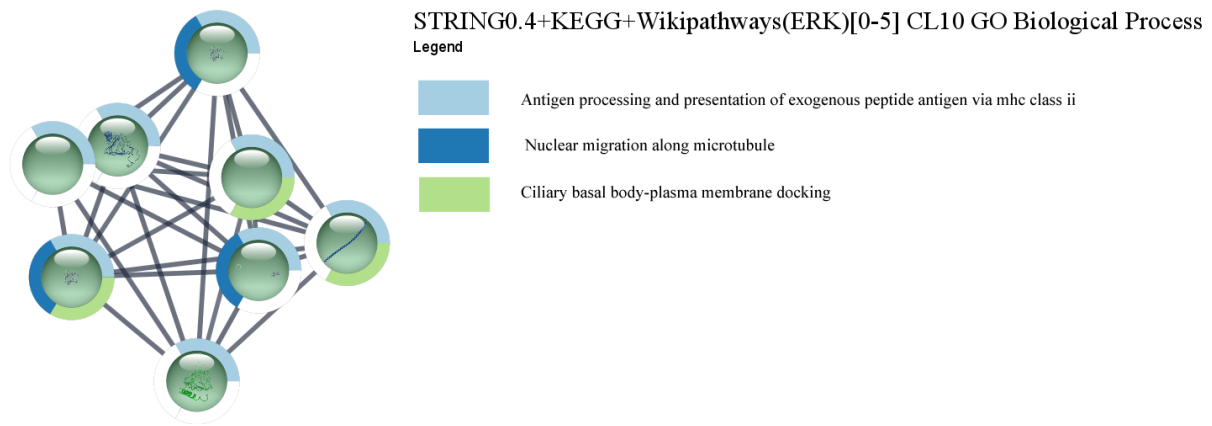 STRING0.4+KEGG+Wikipathways(ERK)[0-5] CL10 GO Biological Process
Legend
Antigen processing and presentation of exogenous peptide antigen via mhc class ii
Nuclear migration along microtubule
Ciliary basal body-plasma membrane docking